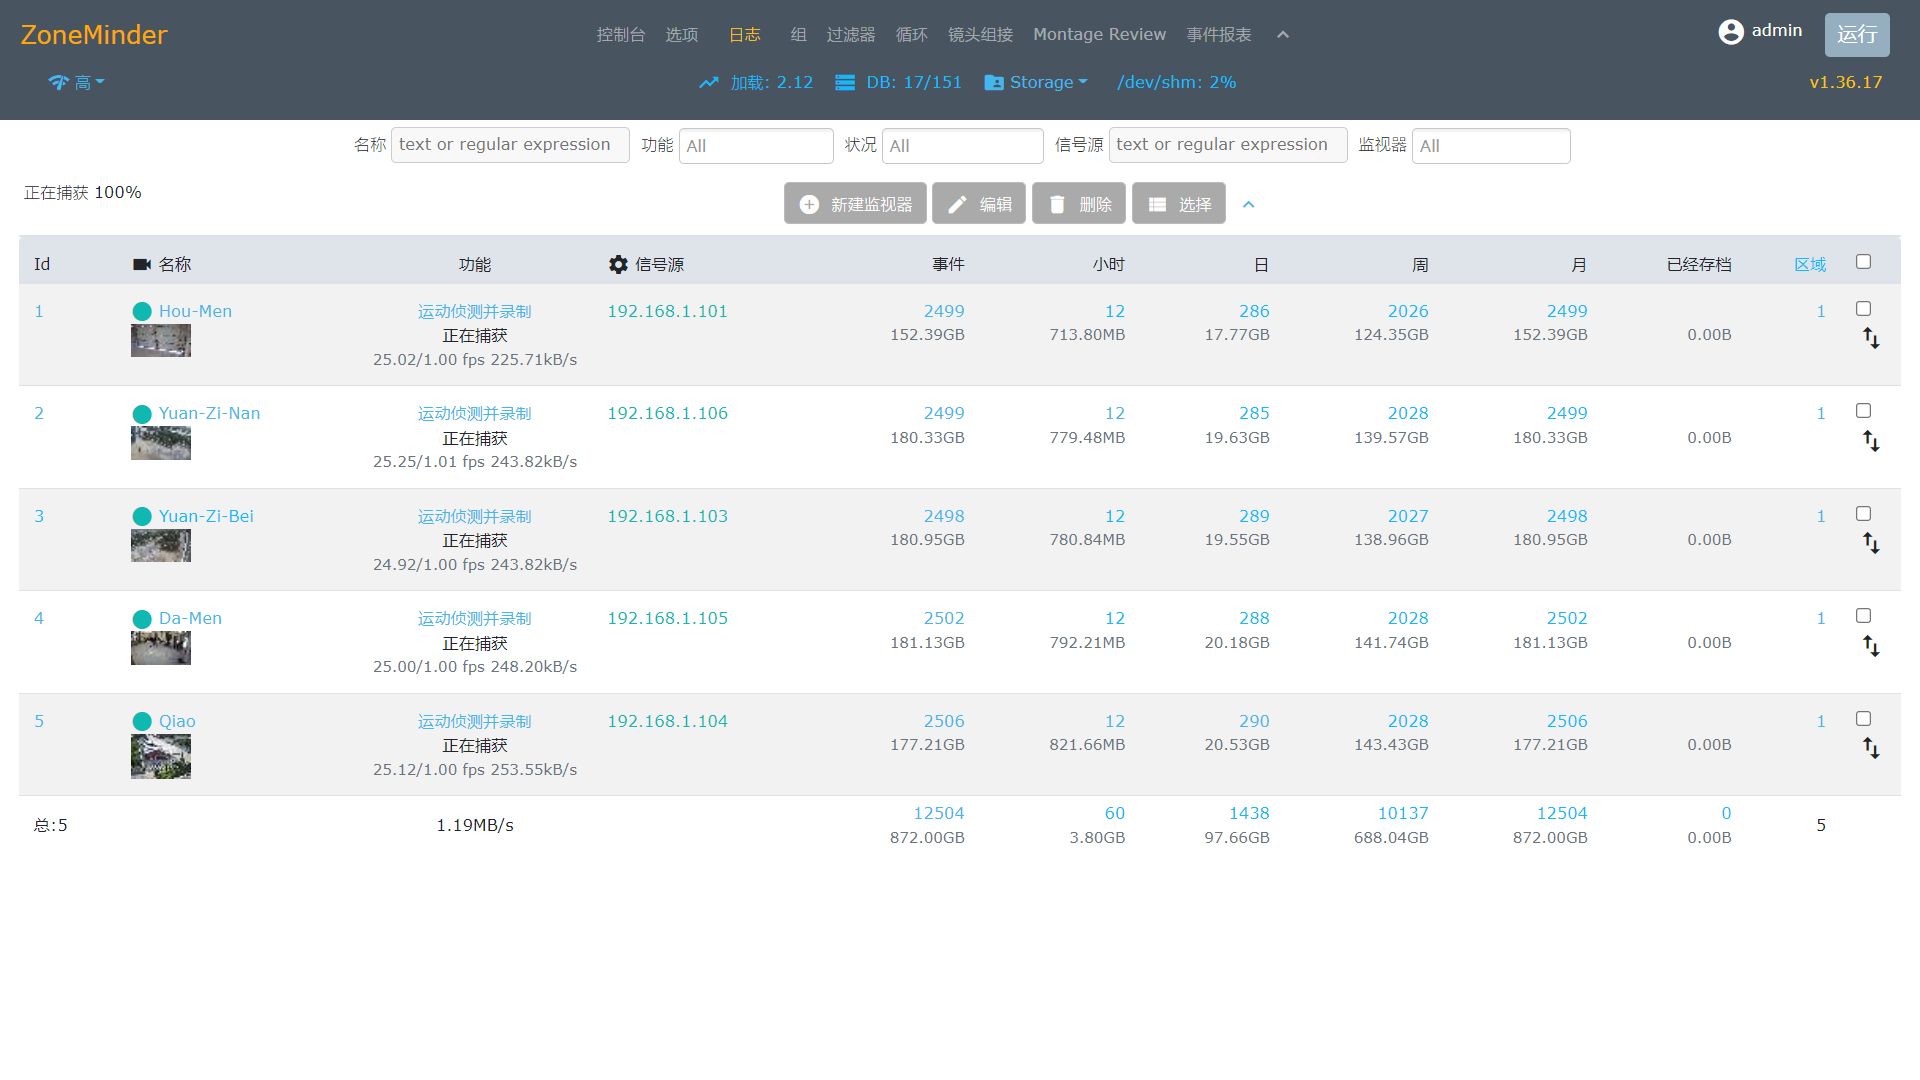 ZoneMinder 控制台 选项 日志 组 过滤器 循环 镜头组接 Montage Review 事件报表 admin 运行
高 加载: 2.12 DB: 17/151 Storage /dev/shm: 2% v1.36.17
名称 text or regular expression 功能 All 状况 All 信号源 text or regular expression 监视器 All
正在捕获 100% 新建监视器 编辑 删除 选择
Id 名称 功能 信号源 事件 小时 日 周 月 已经存档 区域
1 Hou-Men 运动侦测并录制 192.168.1.101 2499 12 286 2026 2499 1
正在捕获 152.39GB 713.80MB 17.77GB 124.35GB 152.39GB 0.00B
25.02/1.00 fps 225.71kB/s
2 Yuan-Zi-Nan 运动侦测并录制 192.168.1.106 2499 12 285 2028 2499 1
正在捕获 180.33GB 779.48MB 19.63GB 139.57GB 180.33GB 0.00B
25.25/1.01 fps 243.82kB/s
3 Yuan-Zi-Bei 运动侦测并录制 192.168.1.103 2498 12 289 2027 2498 1
正在捕获 180.95GB 780.84MB 19.55GB 138.96GB 180.95GB 0.00B
24.92/1.00 fps 243.82kB/s
4 Da-Men 运动侦测并录制 192.168.1.105 2502 12 288 2028 2502 1
正在捕获 181.13GB 792.21MB 20.18GB 141.74GB 181.13GB 0.00B
25.00/1.00 fps 248.20kB/s
5 Qiao 运动侦测并录制 192.168.1.104 2506 12 290 2028 2506 1
正在捕获 177.21GB 821.66MB 20.53GB 143.43GB 177.21GB 0.00B
25.12/1.00 fps 253.55kB/s
总:5 1.19MB/s 12504 60 1438 10137 12504 0 5
872.00GB 3.80GB 97.66GB 688.04GB 872.00GB 0.00B